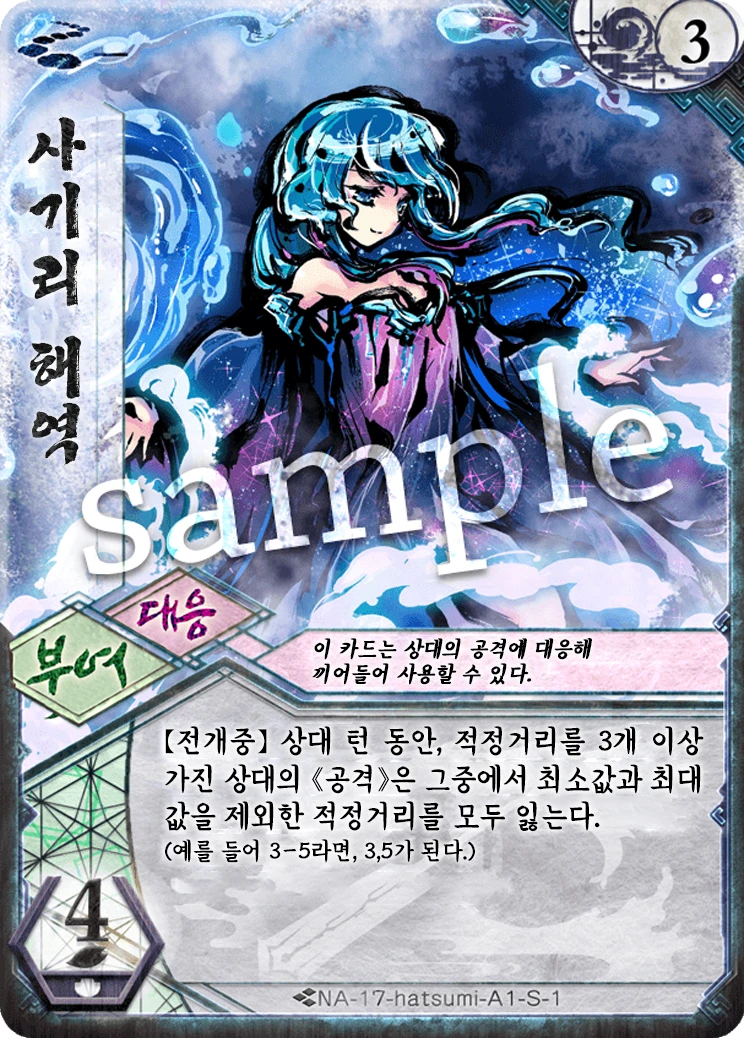 3
사기리 해역
sample
대응
부여
이 카드는 상대의 공격에 대응해
끼어들어 사용할 수 있다.
【전개중】 상대 턴 동안, 적정거리를 3개 이상
가진 상대의 《공격》은 그중에서 최소값과 최대
값을 제외한 적정거리를 모두 잃는다.
(예를 들어 3-5라면, 3,5가 된다.)
4
NA-17-hatsumi-A1-S-1